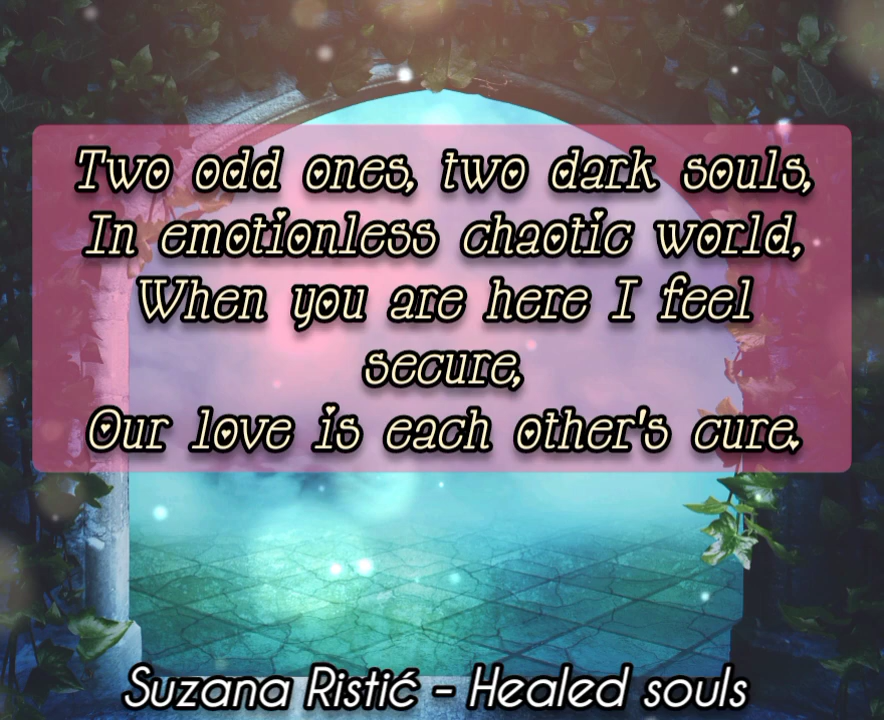 Two odd ones, two dark souls,
In emotionless chaotic world,
When you are here I feel
secure,
Our love is each other's cure.
Suzana Ristić - Healed souls